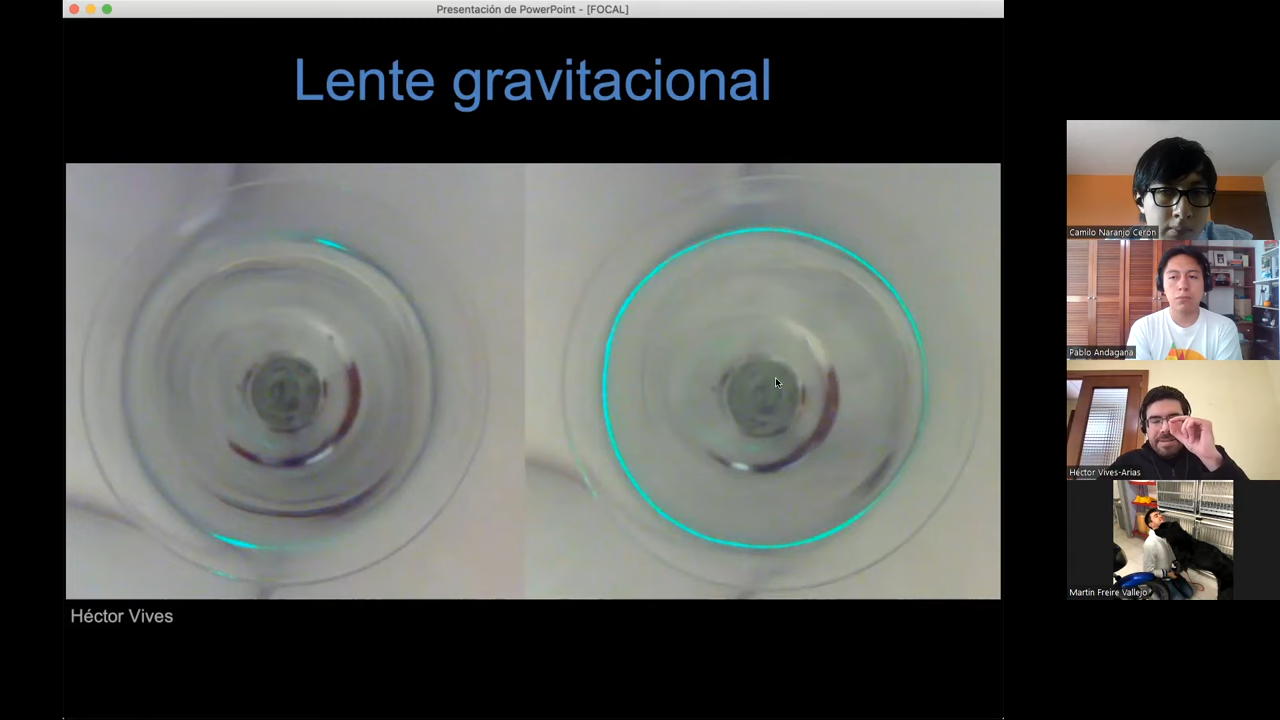 Presentación de PowerPoint - [FOCAL]
Lente gravitacional
Héctor Vives
Camilo Naranjo Cerón
Pablo Andagana
Héctor Vives-Arias
Martin Freire Vallejo